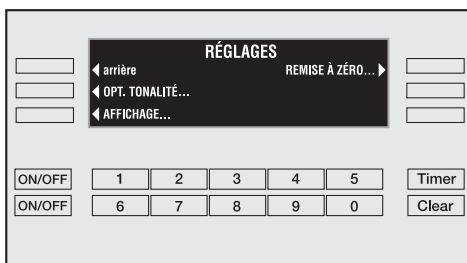 RÉGLAGES
arrière REMISE À ZÉRO...
OPT. TONALITÉ...
AFFICHAGE...
ON/OFF 1 2 3 4 5 Timer
ON/OFF 6 7 8 9 0 Clear